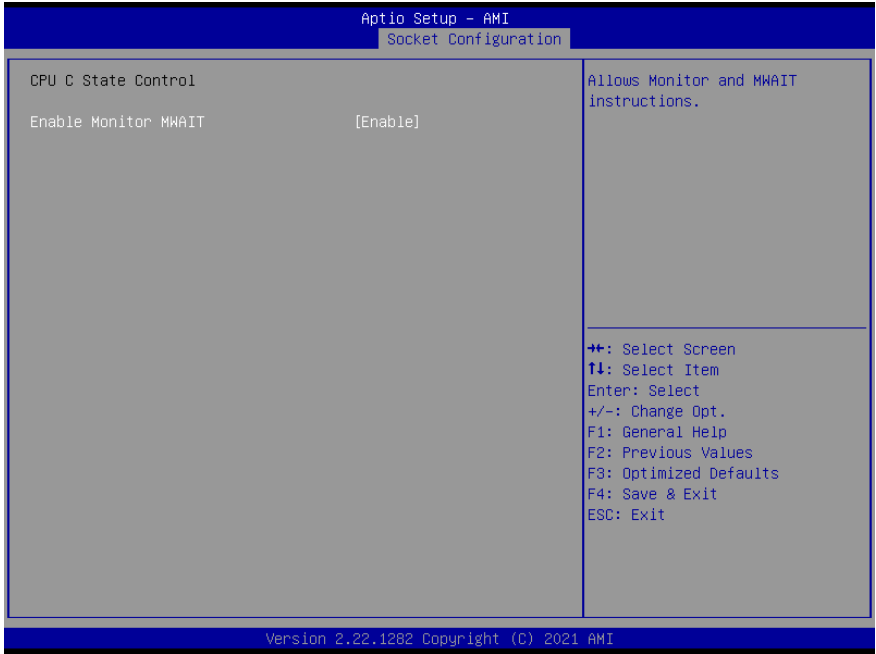 Aptio Setup – AMI
Socket Configuration
CPU C State Control
Enable Monitor MWAIT [Enable]
Allows Monitor and MWAIT
instructions.
→←: Select Screen
↑↓: Select Item
Enter: Select
+/-: Change Opt.
F1: General Help
F2: Previous Values
F3: Optimized Defaults
F4: Save & Exit
ESC: Exit
Version 2.22.1282 Copyright (C) 2021 AMI